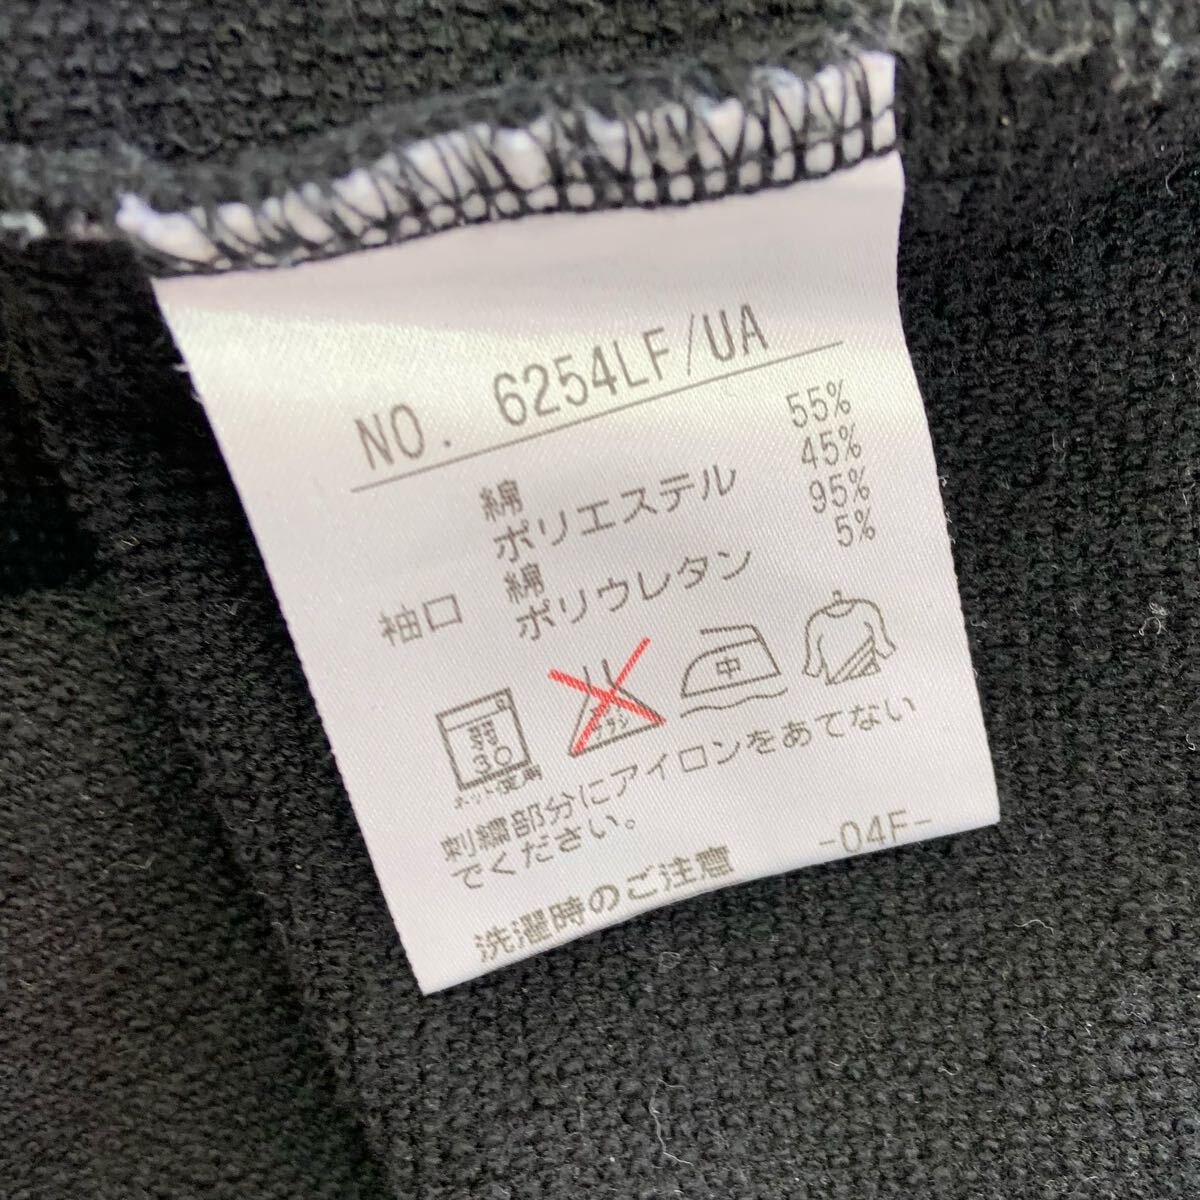 NO. 6254LF/UA
綿 55%
ポリエステル 45%
袖口 綿 95%
ポリウレタン 5%
弱
30
ネット使用
中
刺繍部分にアイロンをあてない
でください。
-04F-
洗濯時のご注意